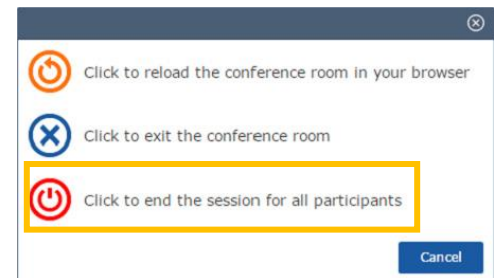 Click to reload the conference room in your browser
Click to exit the conference room
Click to end the session for all participants
Cancel